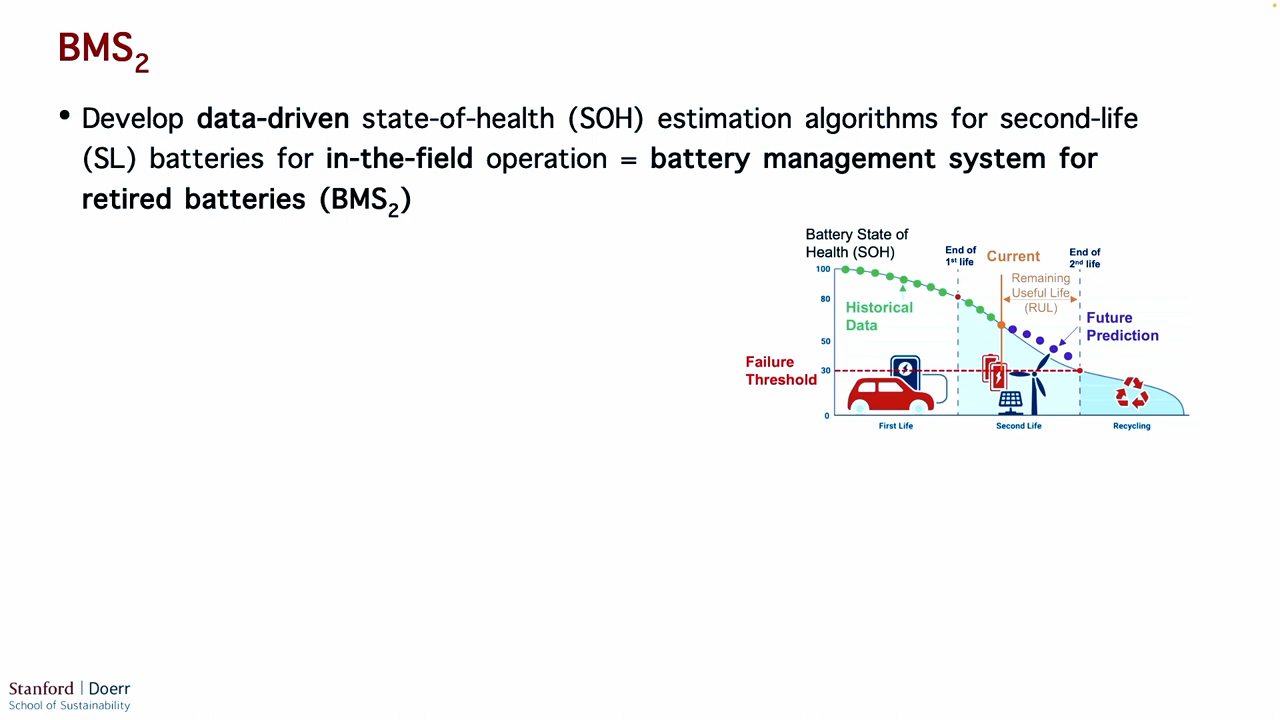 BMS2
• Develop data-driven state-of-health (SOH) estimation algorithms for second-life
(SL) batteries for in-the-field operation = battery management system for
retired batteries (BMS2)
Battery State of
Health (SOH)
End of
1st life
Current
End of
2nd life
100
80
50
30
0
Remaining
Useful Life
(RUL)
Historical
Data
Future
Prediction
Failure
Threshold
First Life
Second Life
Recycling
Stanford | Doerr
School of Sustainability